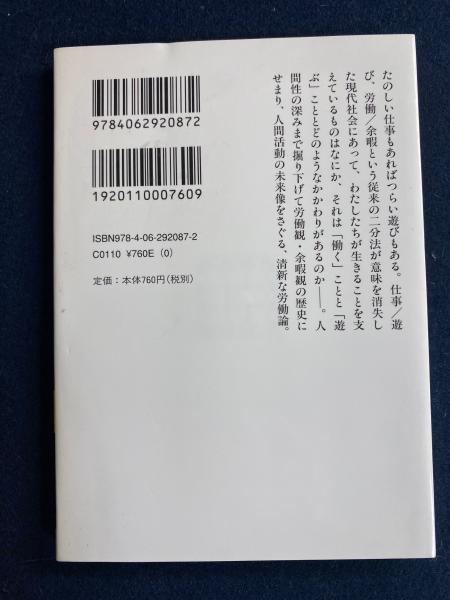 たのしい仕事もあればつらい遊びもある。仕事／遊
び、労働／余暇という従来の二分法が意味を消失し
た現代社会にあって、わたしたちが生きることを支
えているものはなにか、それは「働く」ことと「遊
ぶ」こととどのようなかかわりがあるのか――。人
間性の深みまで掘り下げて労働観・余暇観の歴史に
せまり、人間活動の未来像をさぐる、清新な労働論。
9784062920872
1920110007609
ISBN978-4-06-292087-2
C0110 ¥760E (0)
定価：本体760円(税別)